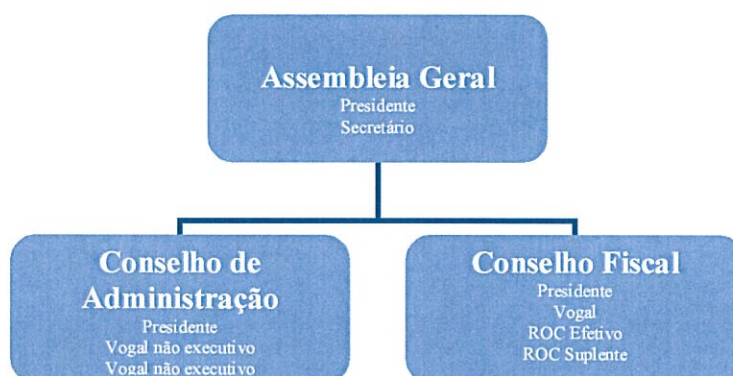 Assembleia Geral
Presidente
Secretário
Conselho de
Administração
Presidente
Vogal não executivo
Vogal não executivo
Conselho Fiscal
Presidente
Vogal
ROC Efetivo
ROC Suplente